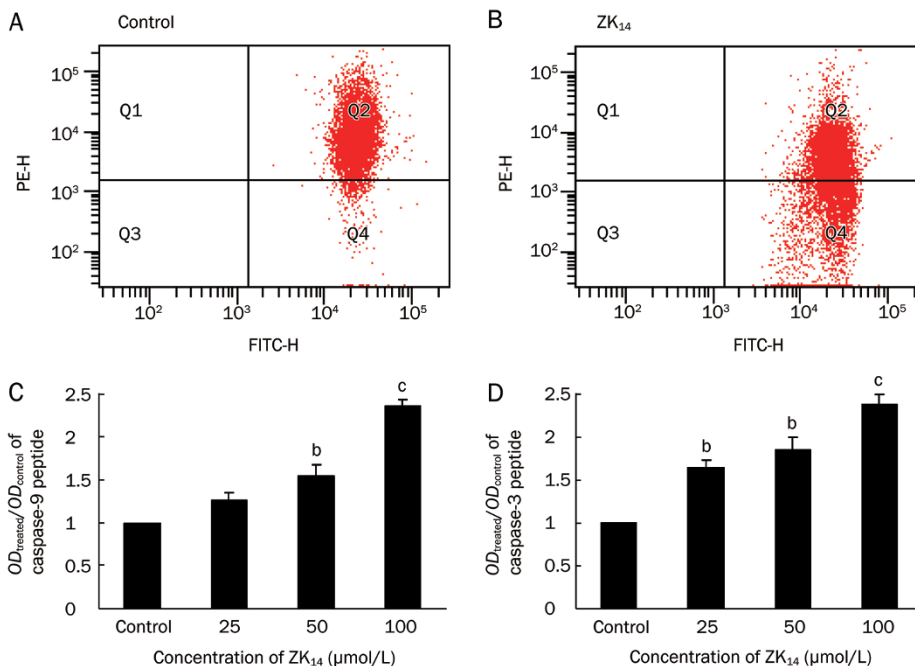 A
Control
10⁵
10⁴
10³
10²
PE-H
Q1
Q2
Q3
Q4
10²
10³
10⁴
10⁵
FITC-H
B
ZK₁₄
10⁵
10⁴
10³
10²
PE-H
Q1
Q2
Q3
Q4
10²
10³
10⁴
10⁵
FITC-H
C
OD_treated/OD_control of
caspase-9 peptide
2.5
2
1.5
1
0.5
0
b
c
Control 25 50 100
Concentration of ZK₁₄ (μmol/L)
D
OD_treated/OD_control of
caspase-3 peptide
2.5
2
1.5
1
0.5
0
b
b
c
Control 25 50 100
Concentration of ZK₁₄ (μmol/L)